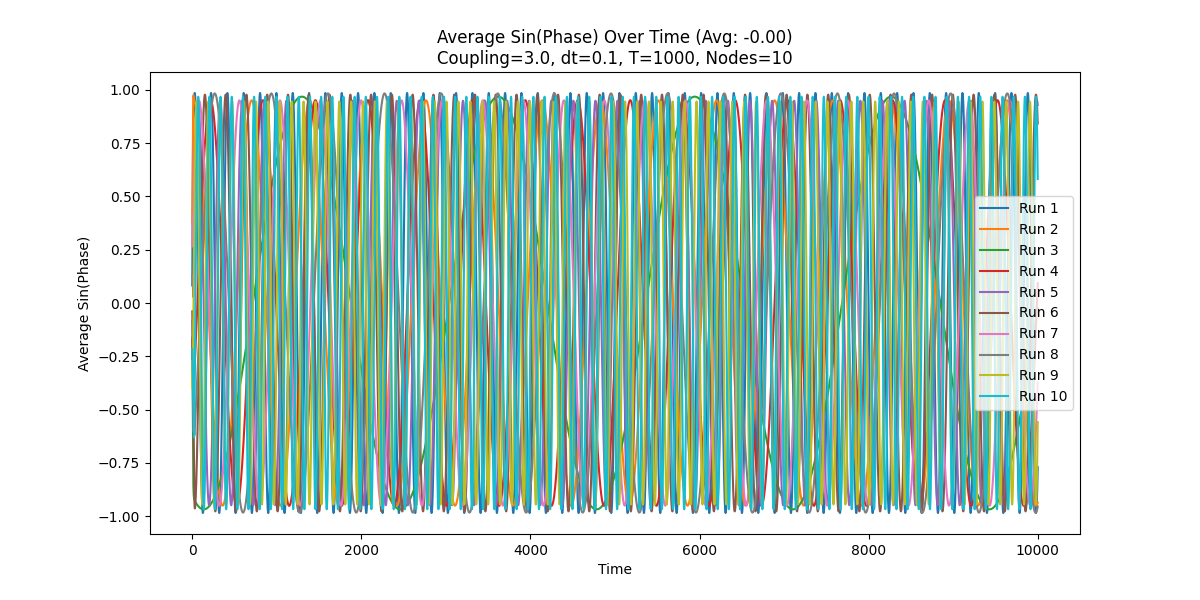 Average Sin(Phase) Over Time (Avg: -0.00)
Coupling=3.0, dt=0.1, T=1000, Nodes=10
Average Sin(Phase)
1.00
0.75
0.50
0.25
0.00
−0.25
−0.50
−0.75
−1.00
Run 1
Run 2
Run 3
Run 4
Run 5
Run 6
Run 7
Run 8
Run 9
Run 10
0
2000
4000
6000
8000
10000
Time